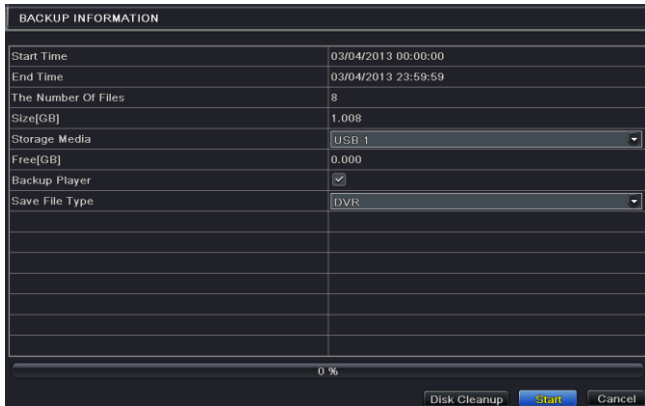 BACKUP INFORMATION
Start Time 03/04/2013 00:00:00
End Time 03/04/2013 23:59:59
The Number Of Files 8
Size[GB] 1.008
Storage Media USB-1
Free[GB] 0.000
Backup Player
Save File Type DVR
0 %
Disk Cleanup Start Cancel